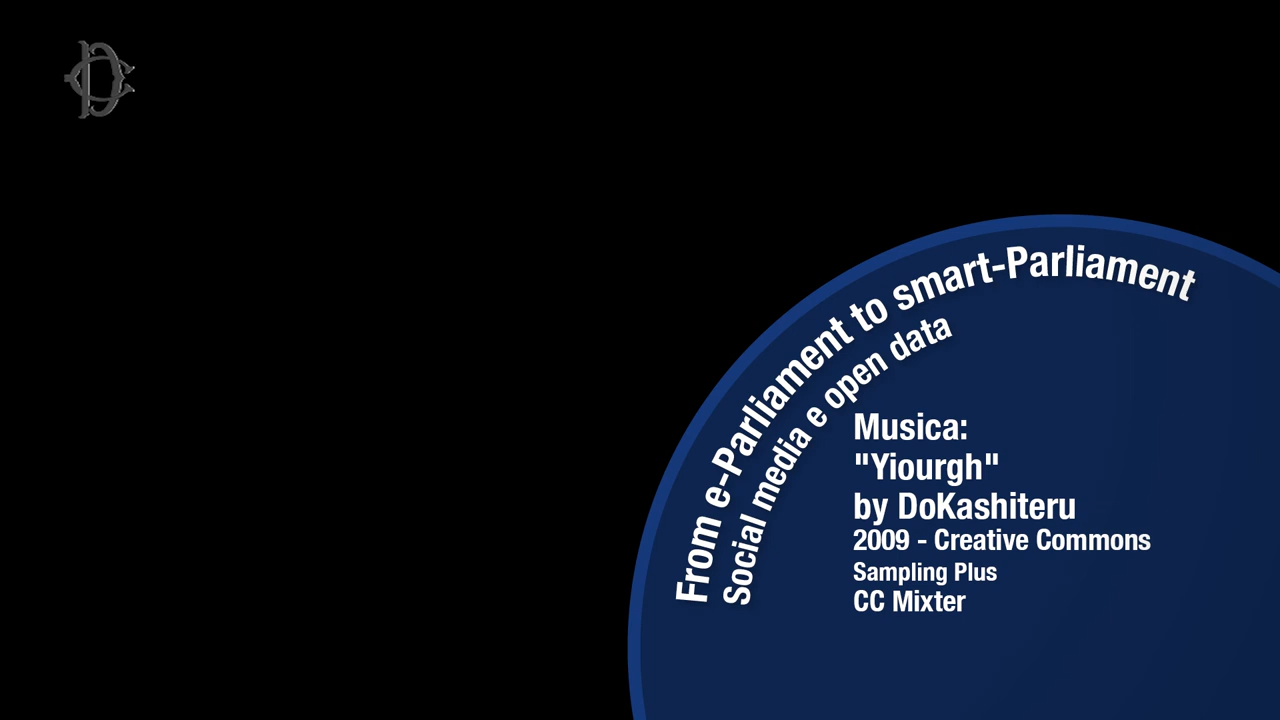 From e-Parliament to smart-Parliament
Social media e open data
Musica:
"Yiourgh"
by DoKashiteru
2009 - Creative Commons
Sampling Plus
CC Mixter